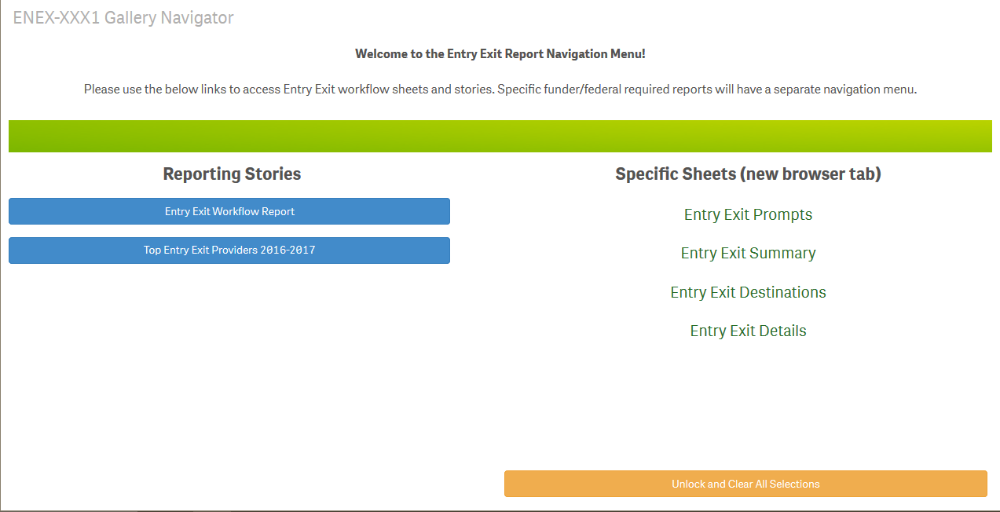 ENEX-XXX1 Gallery Navigator
Welcome to the Entry Exit Report Navigation Menu!
Please use the below links to access Entry Exit workflow sheets and stories. Specific funder/federal required reports will have a separate navigation menu.
Reporting Stories
Entry Exit Workflow Report
Top Entry Exit Providers 2016-2017
Specific Sheets (new browser tab)
Entry Exit Prompts
Entry Exit Summary
Entry Exit Destinations
Entry Exit Details
Unlock and Clear All Selections